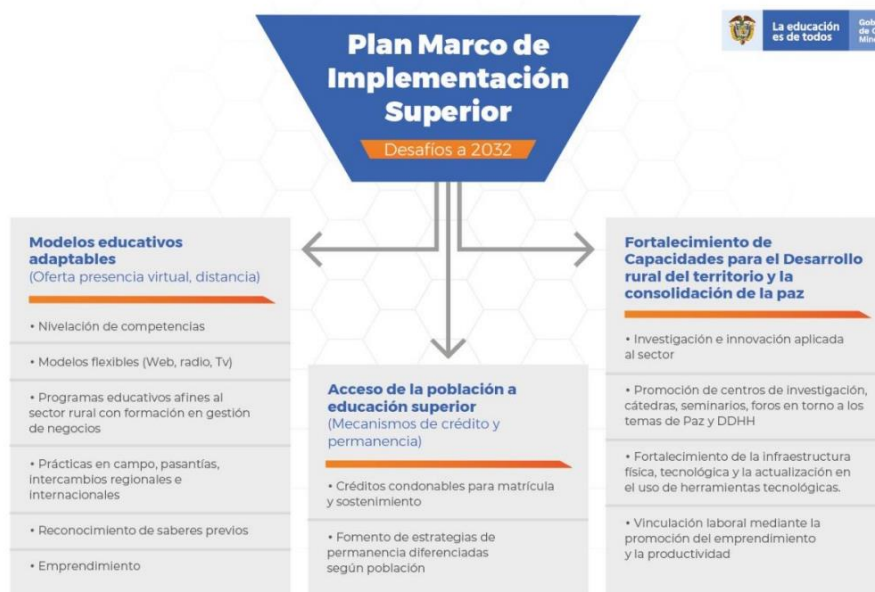 Plan Marco de
Implementación
Superior
Desafíos a 2032
La educación
es de todos
Modelos educativos
adaptables
(Oferta presencia virtual, distancia)
• Nivelación de competencias
• Modelos flexibles (Web, radio, Tv)
• Programas educativos afines al
sector rural con formación en gestión
de negocios
• Prácticas en campo, pasantías,
intercambios regionales e
internacionales
• Reconocimiento de saberes previos
• Emprendimiento
Acceso de la población a
educación superior
(Mecanismos de crédito y
permanencia)
• Créditos condonables para matrícula
y sostenimiento
• Fomento de estrategias de
permanencia diferenciadas
según población
Fortalecimiento de
Capacidades para el Desarrollo
rural del territorio y la
consolidación de la paz
• Investigación e innovación aplicada
al sector
• Promoción de centros de investigación,
cátedras, seminarios, foros en torno a los
temas de Paz y DDHH
• Fortalecimiento de la infraestructura
física, tecnológica y la actualización en
el uso de herramientas tecnológicas.
• Vinculación laboral mediante la
promoción del emprendimiento
y la productividad